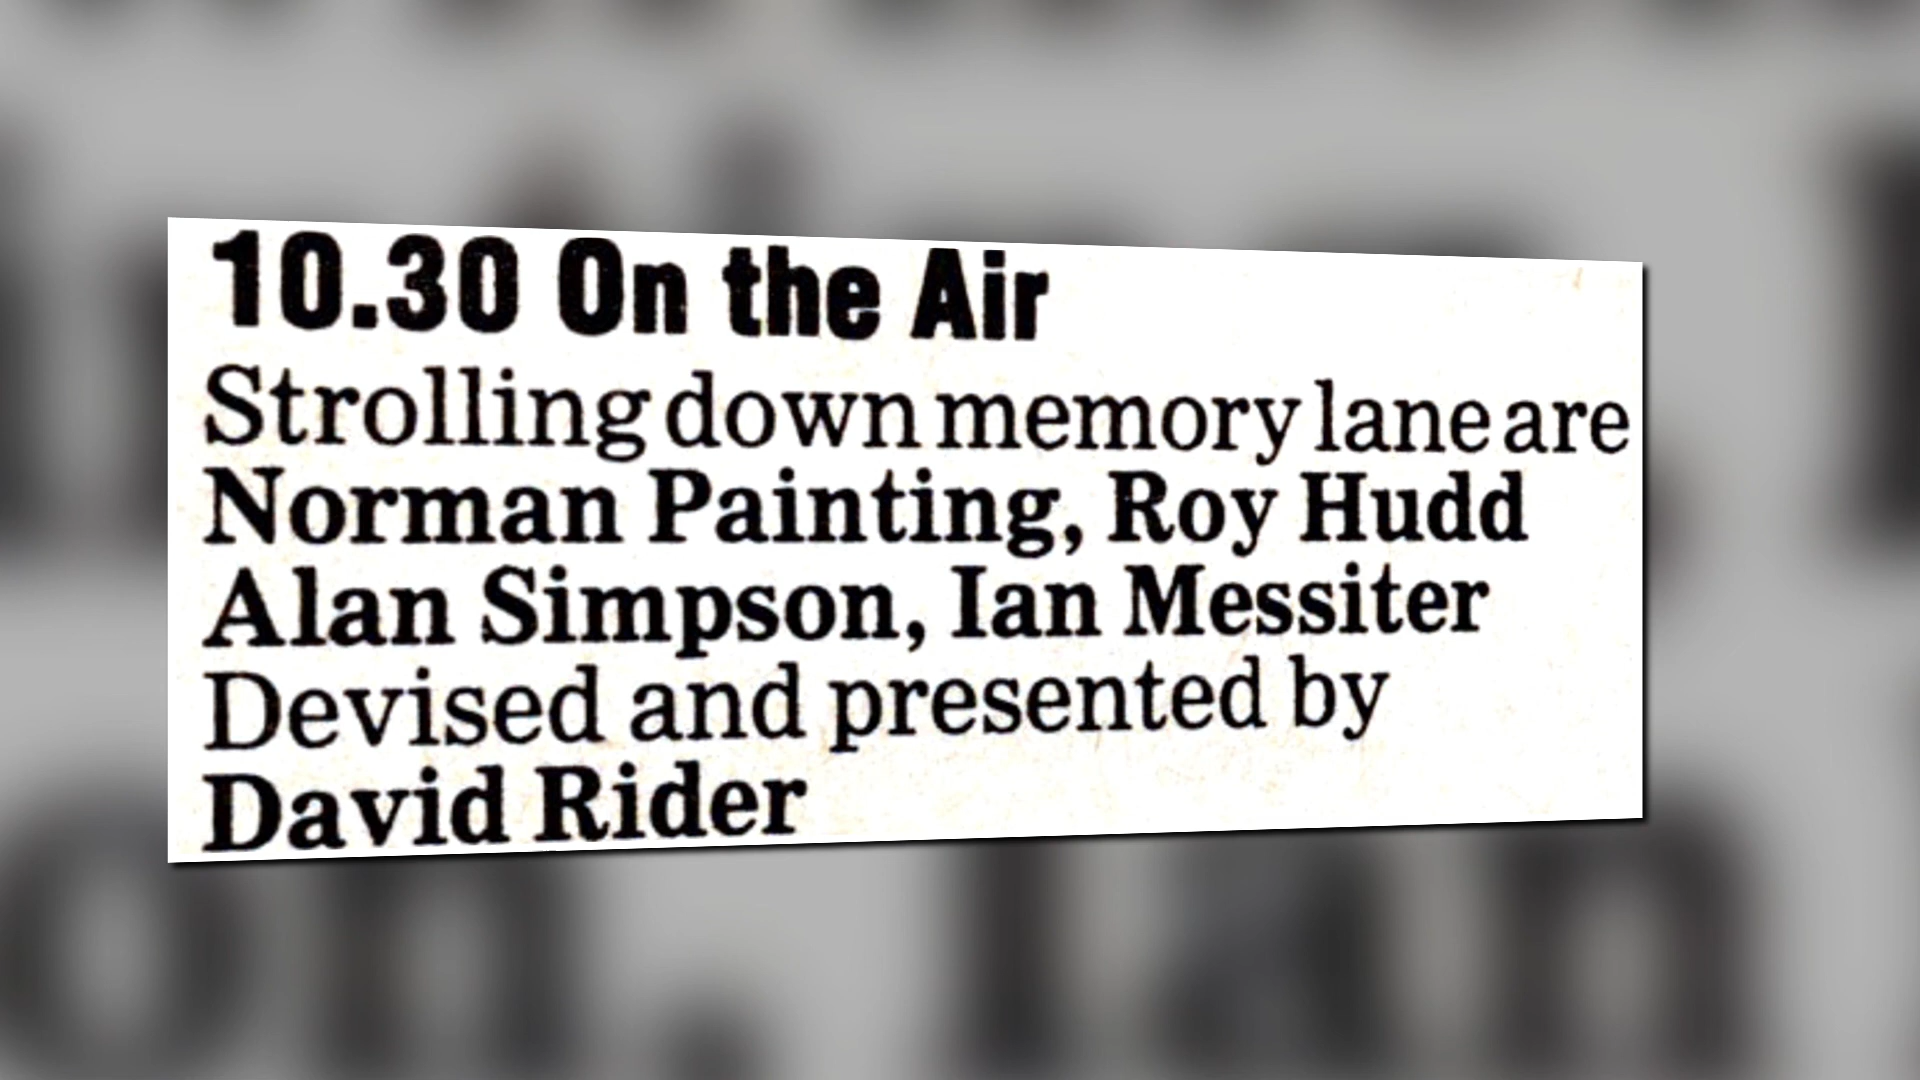 10.30 On the Air
Strolling down memory lane are
Norman Painting, Roy Hudd
Alan Simpson, Ian Messiter
Devised and presented by
David Rider